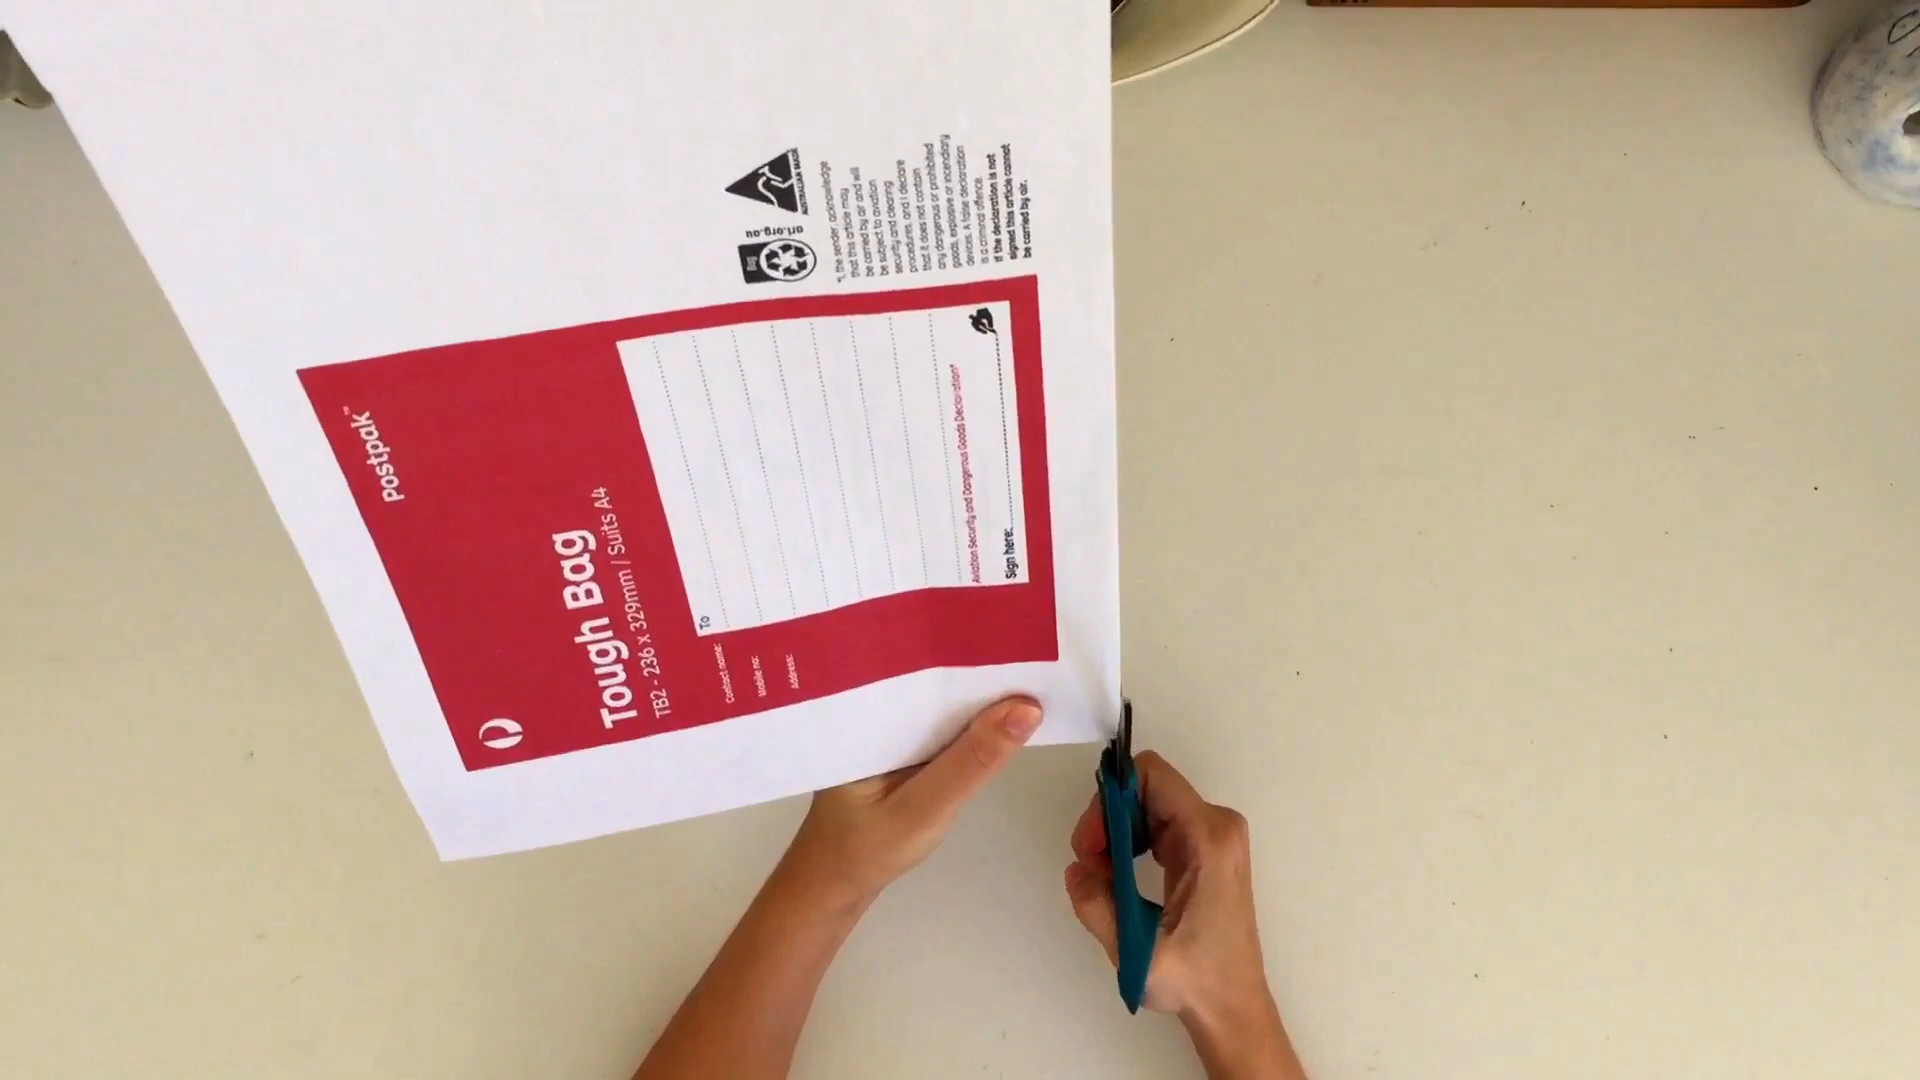 postpak™
Tough Bag
TB2 - 236 x 329mm / Suits A4
To
Contact name:
Mobile no:
Address:
Aviation Security and Dangerous Goods Declaration*
Sign here:
Bag
arl.org.au
AUSTRALIAN MADE
*I, the sender, acknowledge
that this article may
be carried by air and will
be subject to aviation
security and clearing
procedures, and I declare
that it does not contain
any dangerous or prohibited
goods, explosive or incendiary
devices. A false declaration
is a criminal offence.
If the declaration is not
signed this article cannot
be carried by air.